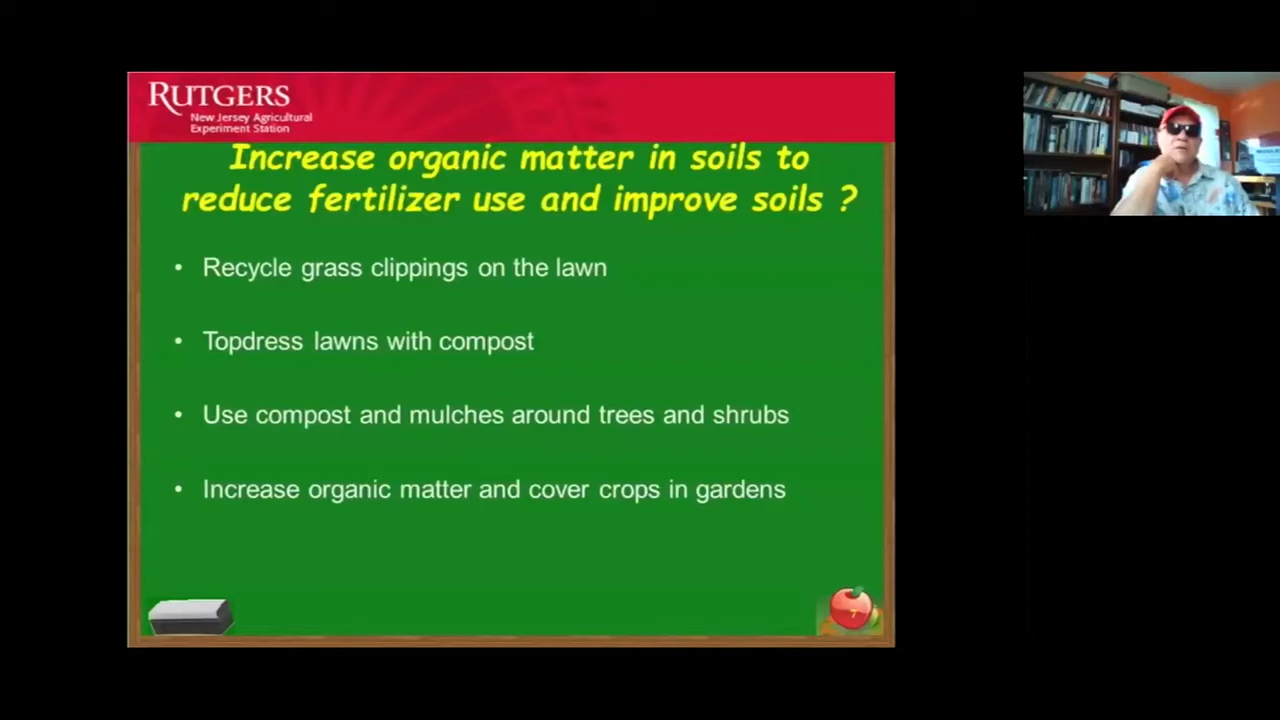 RUTGERS
New Jersey Agricultural
Experiment Station
Increase organic matter in soils to
reduce fertilizer use and improve soils ?
• Recycle grass clippings on the lawn
• Topdress lawns with compost
• Use compost and mulches around trees and shrubs
• Increase organic matter and cover crops in gardens
7